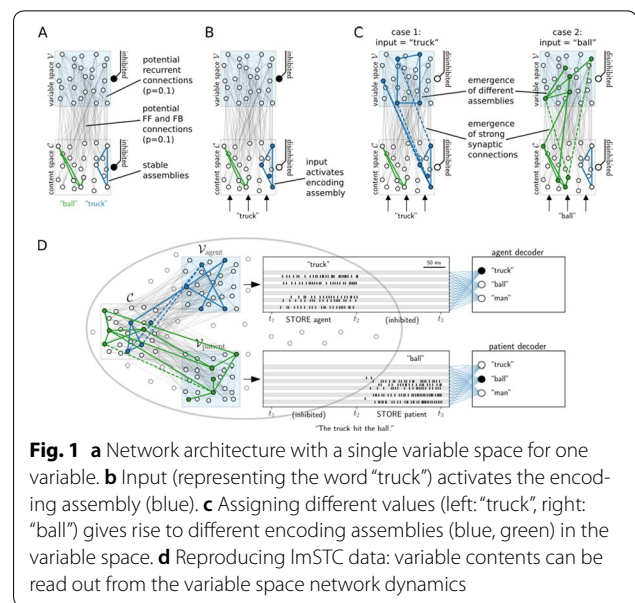 A
B
C
case 1:
input = "truck"
case 2:
input = "ball"
variable space 𝒱
inhibited
potential
recurrent
connections
(p=0.1)
potential
FF and FB
connections
(p=0.1)
content space 𝒞
inhibited
stable
assemblies
"ball" "truck"
variable space 𝒱
inhibited
content space 𝒞
disinhibited
input
activates
encoding
assembly
"truck"
variable space 𝒱
disinhibited
emergence
of different
assemblies
emergence
of strong
synaptic
connections
content space 𝒞
disinhibited
"truck"
disinhibited
disinhibited
"ball"
D
𝒱agent
𝒞
𝒱patient
"truck"
50 ms
t1 STORE agent t2 (inhibited) t3
agent decoder
"truck"
"ball"
"man"
"ball"
t1 (inhibited) t2 STORE patient t3
patient decoder
"truck"
"ball"
"man"
"The truck hit the ball."
Fig. 1 a Network architecture with a single variable space for one
variable. b Input (representing the word "truck") activates the encod-
ing assembly (blue). c Assigning different values (left: "truck", right:
"ball") gives rise to different encoding assemblies (blue, green) in the
variable space. d Reproducing lmSTC data: variable contents can be
read out from the variable space network dynamics